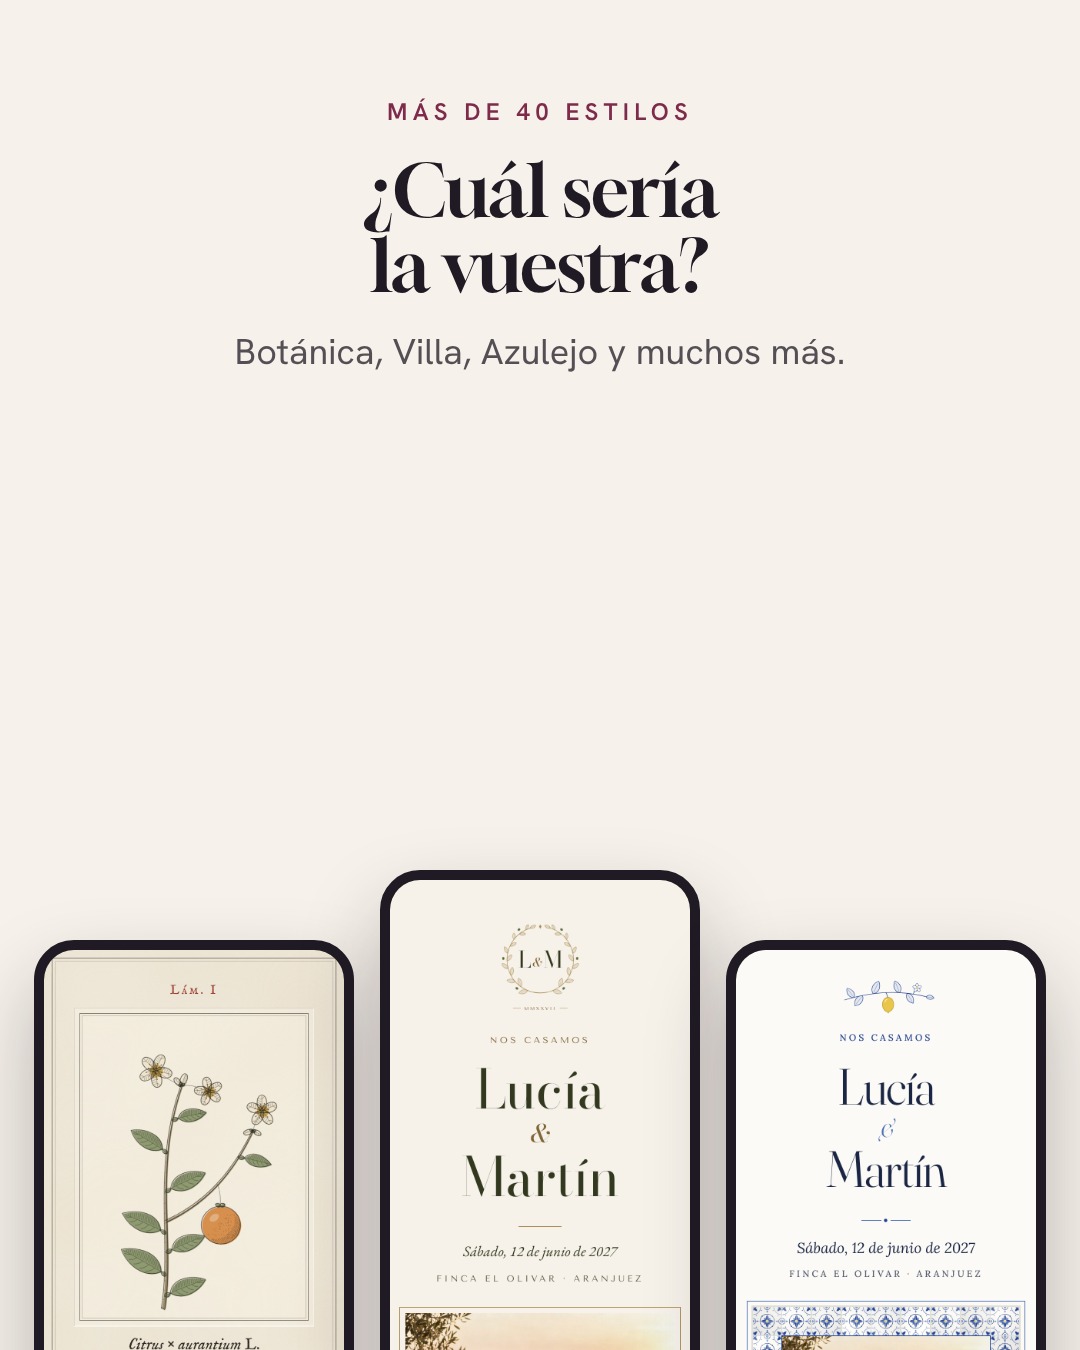 MÁS DE 40 ESTILOS
¿Cuál sería
la vuestra?
Botánica, Villa, Azulejo y muchos más.
Lám. I
Citrus × aurantium L.
L&M
NOS CASAMOS
Lucía
&
Martín
Sábado, 12 de junio de 2027
FINCA EL OLIVAR · ARANJUEZ
NOS CASAMOS
Lucía
&
Martín
Sábado, 12 de junio de 2027
FINCA EL OLIVAR · ARANJUEZ